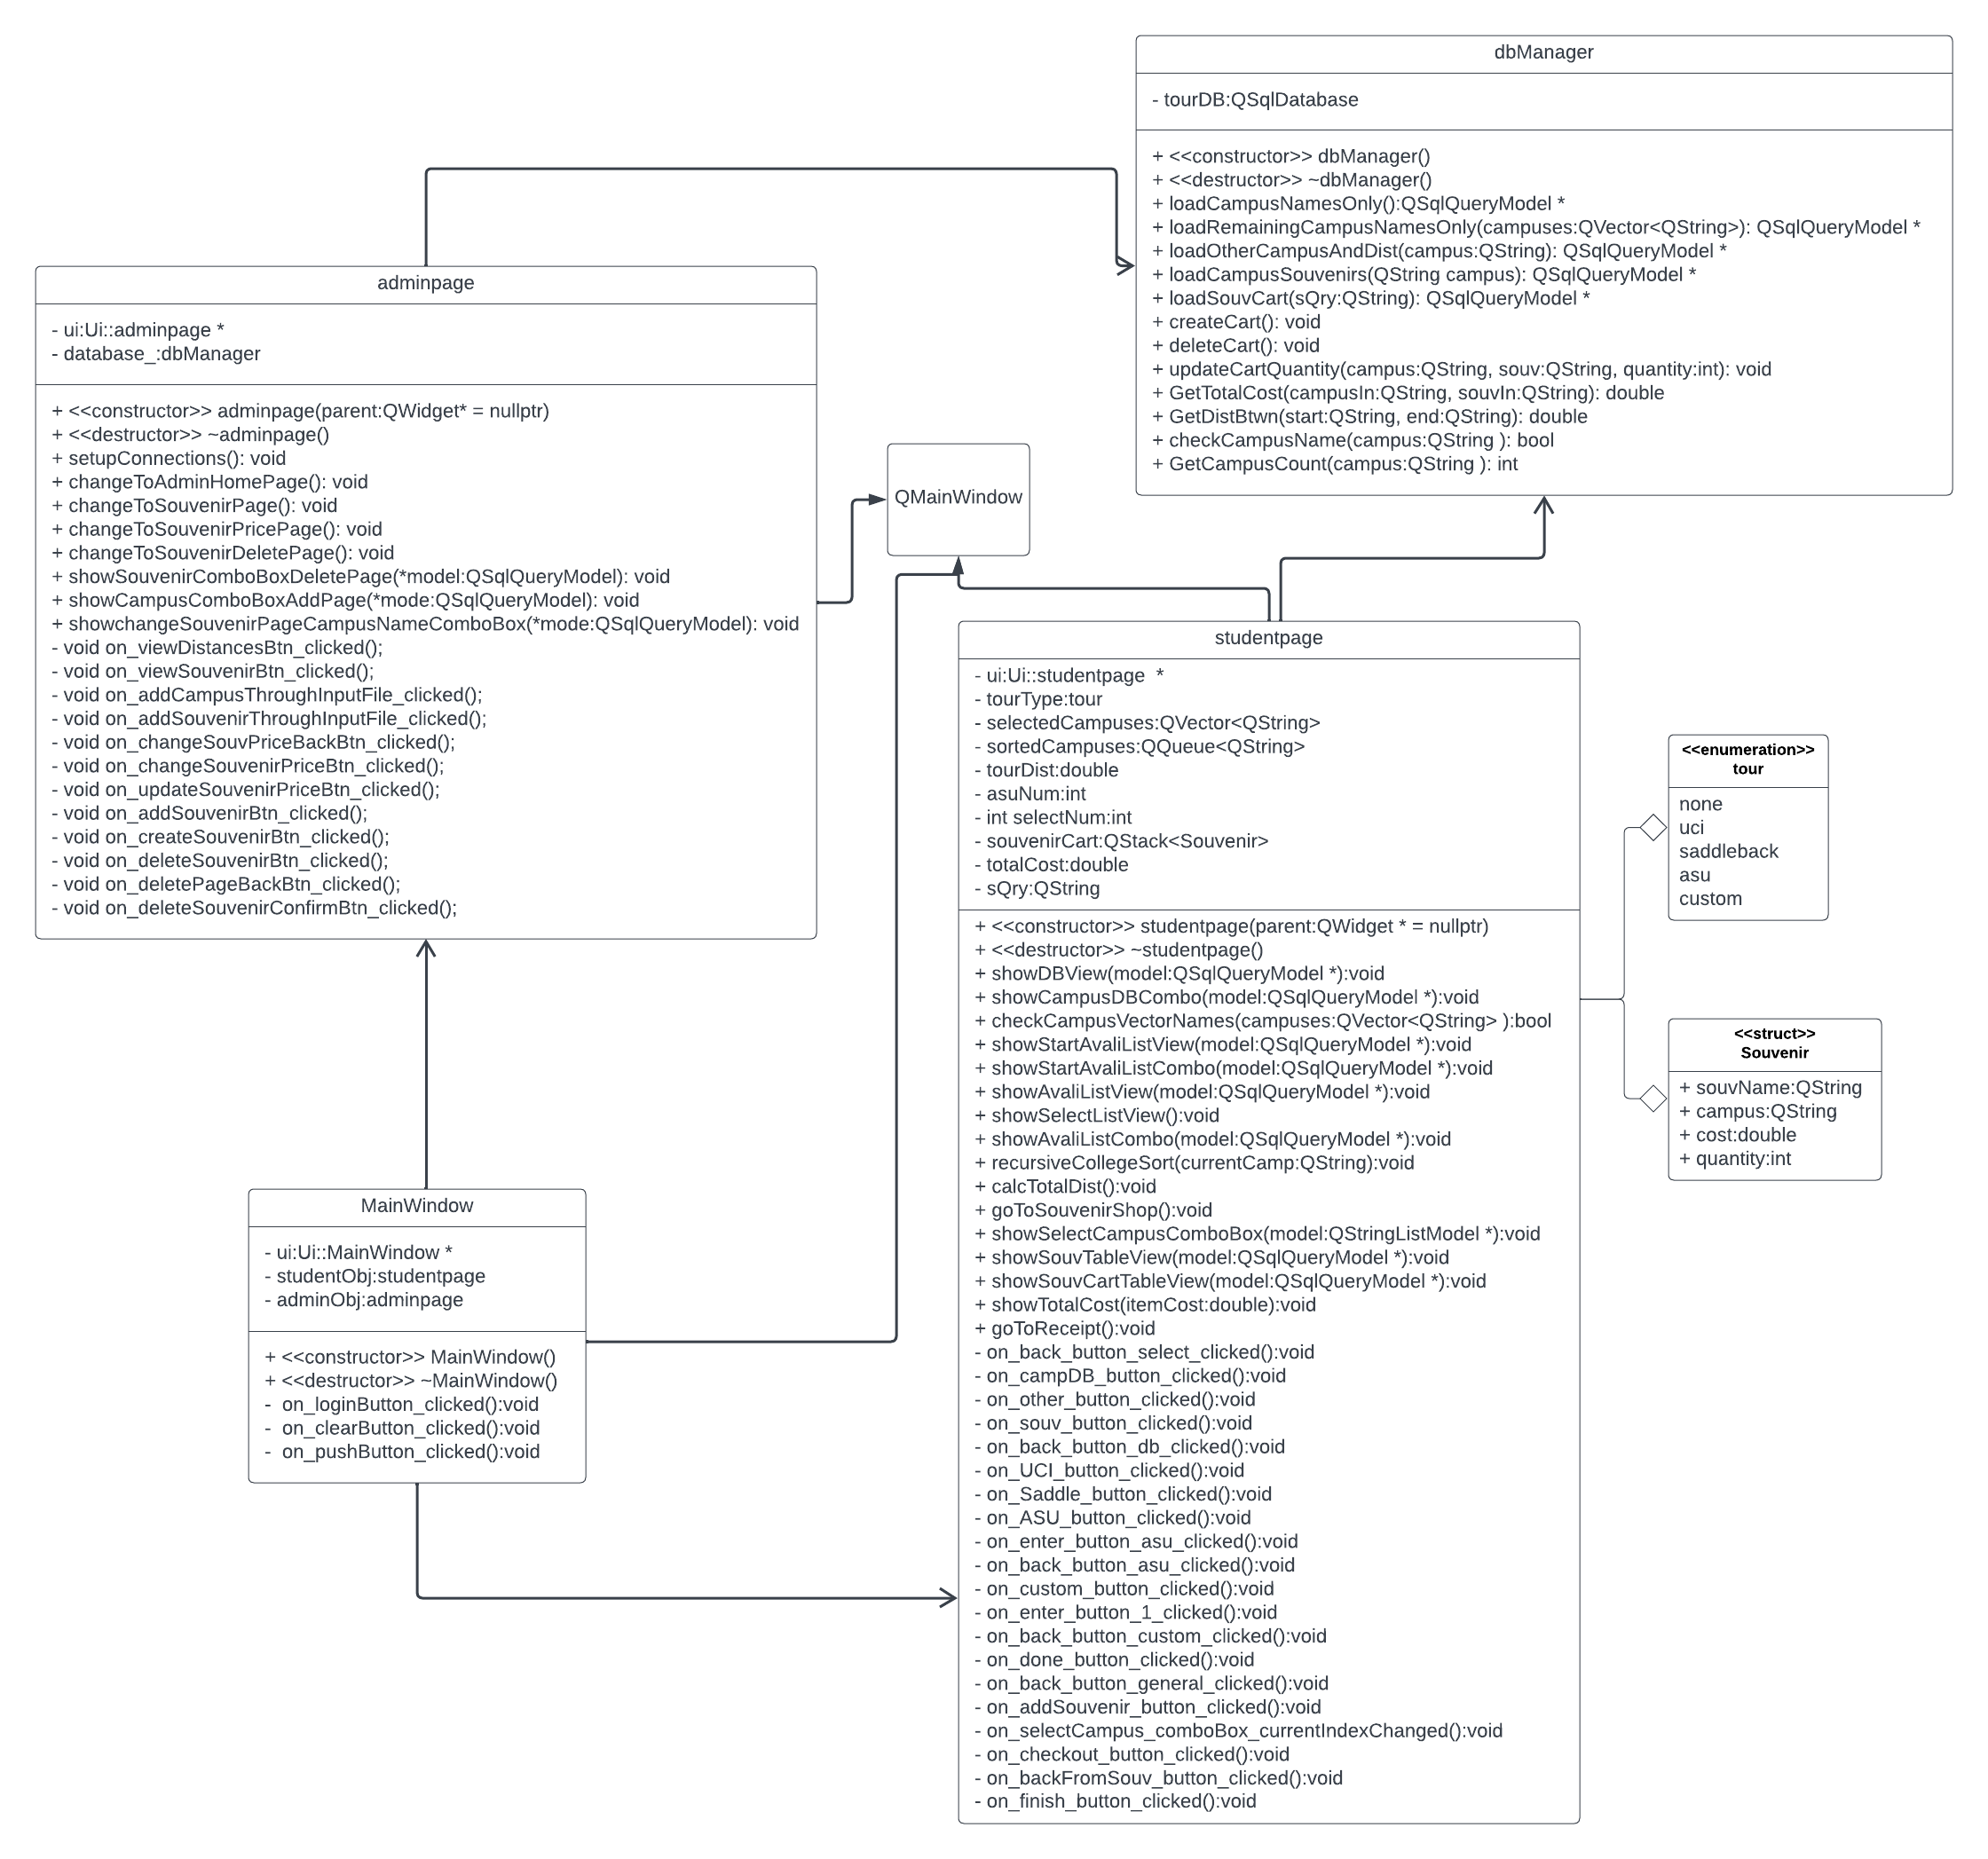 dbManager
- tourDB:QSqlDatabase
+ <<constructor>> dbManager()
+ <<destructor>> ~dbManager()
+ loadCampusNamesOnly():QSqlQueryModel *
+ loadRemainingCampusNamesOnly(campuses:QVector<QString>): QSqlQueryModel *
+ loadOtherCampusAndDist(campus:QString): QSqlQueryModel *
+ loadCampusSouvenirs(QString campus): QSqlQueryModel *
+ loadSouvCart(sQry:QString): QSqlQueryModel *
+ createCart(): void
+ deleteCart(): void
+ updateCartQuantity(campus:QString, souv:QString, quantity:int): void
+ GetTotalCost(campusIn:QString, souvIn:QString): double
+ GetDistBtwn(start:QString, end:QString): double
+ checkCampusName(campus:QString ): bool
+ GetCampusCount(campus:QString ): int
adminpage
- ui:Ui::adminpage *
- database_:dbManager
+ <<constructor>> adminpage(parent:QWidget* = nullptr)
+ <<destructor>> ~adminpage()
+ setupConnections(): void
+ changeToAdminHomePage(): void
+ changeToSouvenirPage(): void
+ changeToSouvenirPricePage(): void
+ changeToSouvenirDeletePage(): void
+ showSouvenirComboBoxDeletePage(*model:QSqlQueryModel): void
+ showCampusComboBoxAddPage(*mode:QSqlQueryModel): void
+ showchangeSouvenirPageCampusNameComboBox(*mode:QSqlQueryModel): void
- void on_viewDistancesBtn_clicked();
- void on_viewSouvenirBtn_clicked();
- void on_addCampusThroughInputFile_clicked();
- void on_addSouvenirThroughInputFile_clicked();
- void on_changeSouvPriceBackBtn_clicked();
- void on_changeSouvenirPriceBtn_clicked();
- void on_updateSouvenirPriceBtn_clicked();
- void on_addSouvenirBtn_clicked();
- void on_createSouvenirBtn_clicked();
- void on_deleteSouvenirBtn_clicked();
- void on_deletePageBackBtn_clicked();
- void on_deleteSouvenirConfirmBtn_clicked();
QMainWindow
studentpage
- ui:Ui::studentpage  *
- tourType:tour
- selectedCampuses:QVector<QString>
- sortedCampuses:QQueue<QString>
- tourDist:double
- asuNum:int
- int selectNum:int
- souvenirCart:QStack<Souvenir>
- totalCost:double
- sQry:QString
+ <<constructor>> studentpage(parent:QWidget * = nullptr)
+ <<destructor>> ~studentpage()
+ showDBView(model:QSqlQueryModel *):void
+ showCampusDBCombo(model:QSqlQueryModel *):void
+ checkCampusVectorNames(campuses:QVector<QString> ):bool
+ showStartAvaliListView(model:QSqlQueryModel *):void
+ showStartAvaliListCombo(model:QSqlQueryModel *):void
+ showAvaliListView(model:QSqlQueryModel *):void
+ showSelectListView():void
+ showAvaliListCombo(model:QSqlQueryModel *):void
+ recursiveCollegeSort(currentCamp:QString):void
+ calcTotalDist():void
+ goToSouvenirShop():void
+ showSelectCampusComboBox(model:QStringListModel *):void
+ showSouvTableView(model:QSqlQueryModel *):void
+ showSouvCartTableView(model:QSqlQueryModel *):void
+ showTotalCost(itemCost:double):void
+ goToReceipt():void
- on_back_button_select_clicked():void
- on_campDB_button_clicked():void
- on_other_button_clicked():void
- on_souv_button_clicked():void
- on_back_button_db_clicked():void
- on_UCI_button_clicked():void
- on_Saddle_button_clicked():void
- on_ASU_button_clicked():void
- on_enter_button_asu_clicked():void
- on_back_button_asu_clicked():void
- on_custom_button_clicked():void
- on_enter_button_1_clicked():void
- on_back_button_custom_clicked():void
- on_done_button_clicked():void
- on_back_button_general_clicked():void
- on_addSouvenir_button_clicked():void
- on_selectCampus_comboBox_currentIndexChanged():void
- on_checkout_button_clicked():void
- on_backFromSouv_button_clicked():void
- on_finish_button_clicked():void
<<enumeration>>
tour
none
uci
saddleback
asu
custom
<<struct>>
Souvenir
+ souvName:QString
+ campus:QString
+ cost:double
+ quantity:int
MainWindow
- ui:Ui::MainWindow *
- studentObj:studentpage
- adminObj:adminpage
+ <<constructor>> MainWindow()
+ <<destructor>> ~MainWindow()
-  on_loginButton_clicked():void
-  on_clearButton_clicked():void
-  on_pushButton_clicked():void